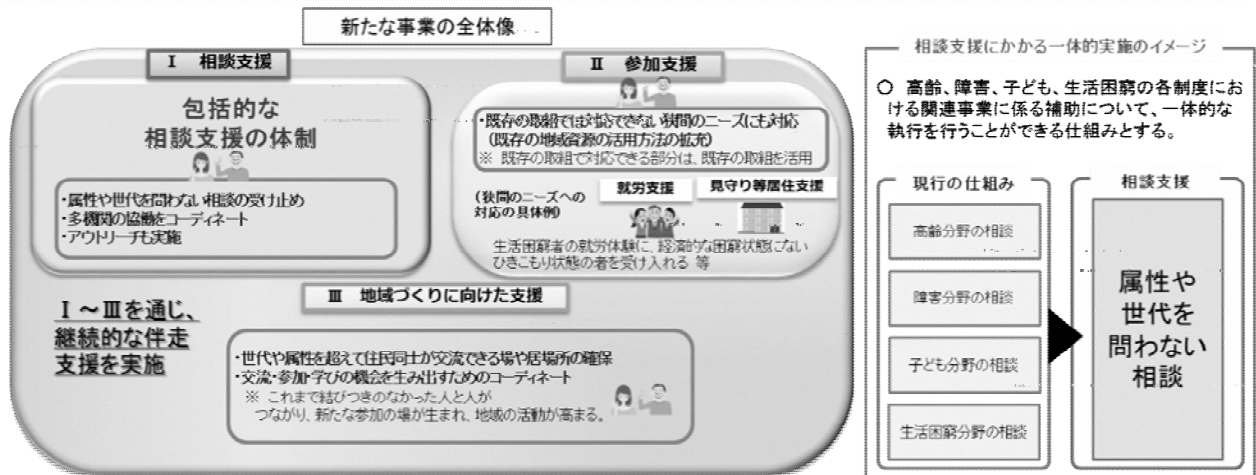 新たな事業の全体像
Ⅰ 相談支援
包括的な
相談支援の体制
・属性や世代を問わない相談の受け止め
・多機関の協働をコーディネート
・アウトリーチも実施
Ⅱ 参加支援
・既存の取組では対応できない狭間のニーズにも対応
(既存の地域資源の活用方法の拡充)
※ 既存の取組で対応できる部分は、既存の取組を活用
(狭間のニーズへの
対応の具体例)
就労支援
見守り等居住支援
生活困窮者の就労体験に、経済的な困窮状態にない
ひきこもり状態の者を受け入れる 等
Ⅰ～Ⅲを通じ、
継続的な伴走
支援を実施
Ⅲ 地域づくりに向けた支援
・世代や属性を超えて住民同士が交流できる場や居場所の確保
・交流・参加・学びの機会を生み出すためのコーディネート
※ これまで結びつきのなかった人と人が
つながり、新たな参加の場が生まれ、地域の活動が高まる。
相談支援にかかる一体的実施のイメージ
○ 高齢、障害、子ども、生活困窮の各制度にお
ける関連事業に係る補助について、一体的な
執行を行うことができる仕組みとする。
現行の仕組み
高齢分野の相談
障害分野の相談
子ども分野の相談
生活困窮分野の相談
相談支援
属性や
世代を
問わない
相談